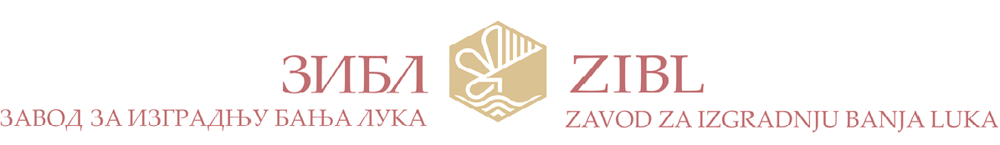 ЗИБЛ
ЗАВОД ЗА ИЗГРАДЊУ БАЊА ЛУКА
ZIBL
ZAVOD ZA IZGRADNJU BANJA LUKA